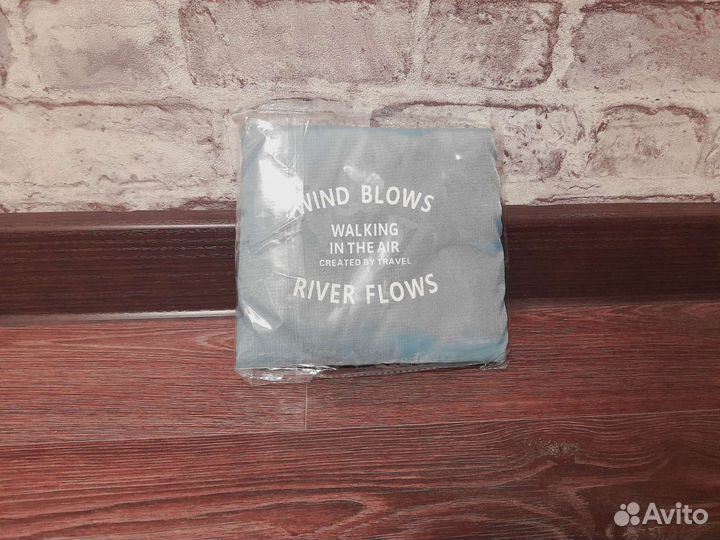 WIND BLOWS
WALKING
IN THE AIR
CREATED BY TRAVEL
RIVER FLOWS
Avito